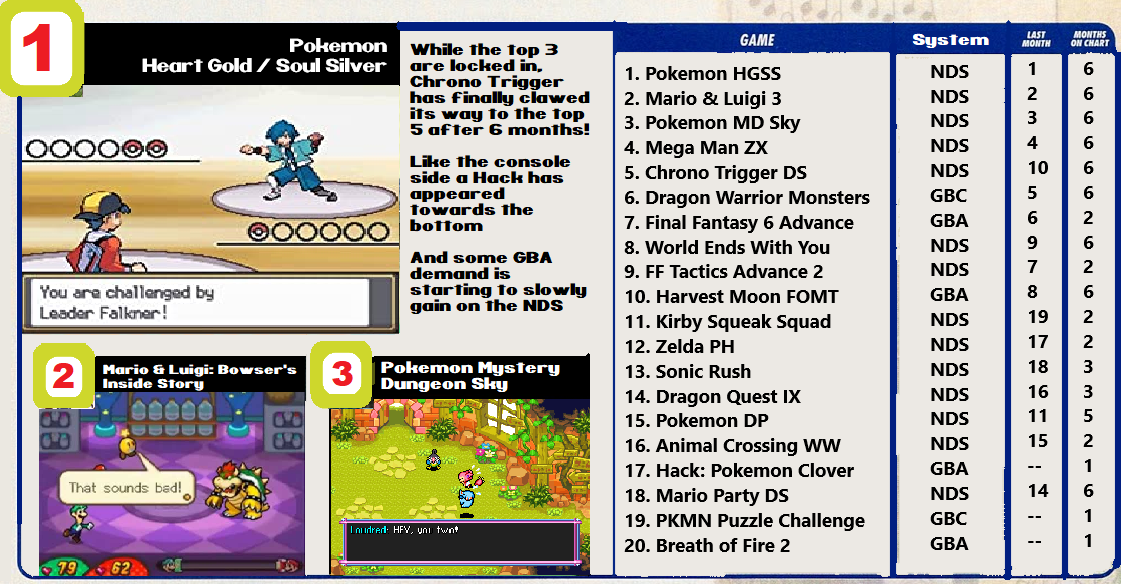 1
Pokemon
Heart Gold / Soul Silver
You are challenged by
Leader Falkner!
While the top 3
are locked in,
Chrono Trigger
has finally clawed
its way to the top
5 after 6 months!
Like the console
side a Hack has
appeared
towards the
bottom
And some GBA
demand is
starting to slowly
gain on the NDS
2
Mario & Luigi: Bowser's
Inside Story
That sounds bad!
79
62
3
Pokemon Mystery
Dungeon Sky
Loudred: HEY, you two!
GAME System LAST MONTH MONTHS ON CHART
1. Pokemon HGSS NDS 1 6
2. Mario & Luigi 3 NDS 2 6
3. Pokemon MD Sky NDS 3 6
4. Mega Man ZX NDS 4 6
5. Chrono Trigger DS NDS 10 6
6. Dragon Warrior Monsters GBC 5 6
7. Final Fantasy 6 Advance GBA 6 2
8. World Ends With You NDS 9 6
9. FF Tactics Advance 2 NDS 7 2
10. Harvest Moon FOMT GBA 8 6
11. Kirby Squeak Squad NDS 19 2
12. Zelda PH NDS 17 2
13. Sonic Rush NDS 18 3
14. Dragon Quest IX NDS 16 3
15. Pokemon DP NDS 11 5
16. Animal Crossing WW NDS 15 2
17. Hack: Pokemon Clover GBA -- 1
18. Mario Party DS NDS 14 6
19. PKMN Puzzle Challenge GBC -- 1
20. Breath of Fire 2 GBA -- 1